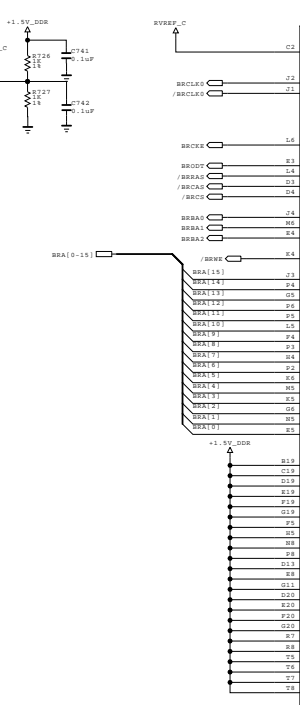 +1.5V_DDR
_C
R726
1K
1%
C741
0.1uF
R727
1K
1%
C742
0.1uF
RVREF_C
C2
BRCLK0 J2
/BRCLK0 J1
BRCKE L6
BRODT E3
/BRRAS L4
/BRCAS D3
/BRCS D4
BRBA0 J4
BRBA1 M6
BRBA2 E4
/BRWE K4
BRA[0-15]
BRA[15] J3
BRA[14] P4
BRA[13] G5
BRA[12] P6
BRA[11] P5
BRA[10] L5
BRA[9] F4
BRA[8] P3
BRA[7] H4
BRA[6] P2
BRA[5] K6
BRA[4] M5
BRA[3] K5
BRA[2] G6
BRA[1] N5
BRA[0] E5
+1.5V_DDR
B19
C19
D19
E19
F19
G19
F5
H5
N8
P8
D13
E8
G11
D20
E20
F20
G20
R7
R8
T5
T6
T7
T8